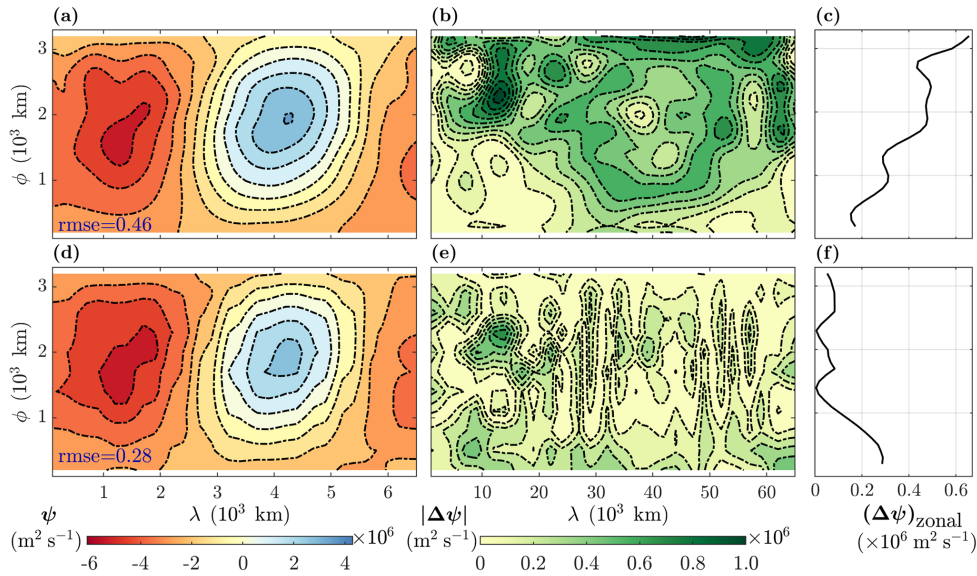 (a) (b) (c)
3
2
1
ϕ (10³ km)
rmse=0.46
(d) (e) (f)
3
2
1
ϕ (10³ km)
rmse=0.28
1 2 3 4 5 6 10 20 30 40 50 60 0 0.2 0.4 0.6
ψ λ (10³ km) |Δψ| λ (10³ km) (Δψ)zonal
(m² s⁻¹) ×10⁶ (m² s⁻¹) ×10⁶ (×10⁶ m² s⁻¹)
-6 -4 -2 0 2 4 0 0.2 0.4 0.6 0.8 1.0